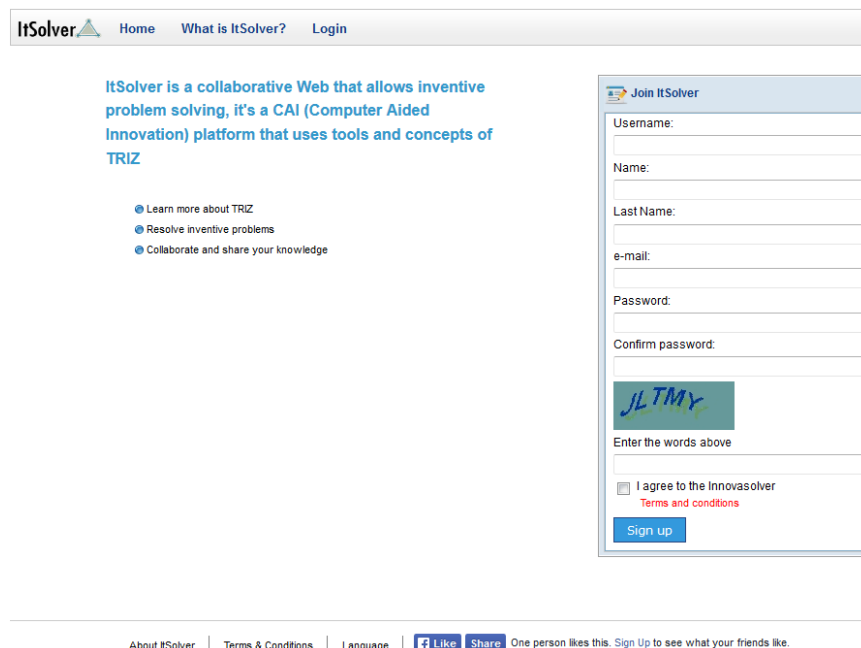 ItSolver
Home What is ItSolver? Login
ItSolver is a collaborative Web that allows inventive
problem solving, it's a CAI (Computer Aided
Innovation) platform that uses tools and concepts of
TRIZ
Learn more about TRIZ
Resolve inventive problems
Collaborate and share your knowledge
Join ItSolver
Username:
Name:
Last Name:
e-mail:
Password:
Confirm password:
JLTMY
Enter the words above
I agree to the Innovasolver
Terms and conditions
Sign up
About ItSolver Terms & Conditions Language Like Share One person likes this. Sign Up to see what your friends like.